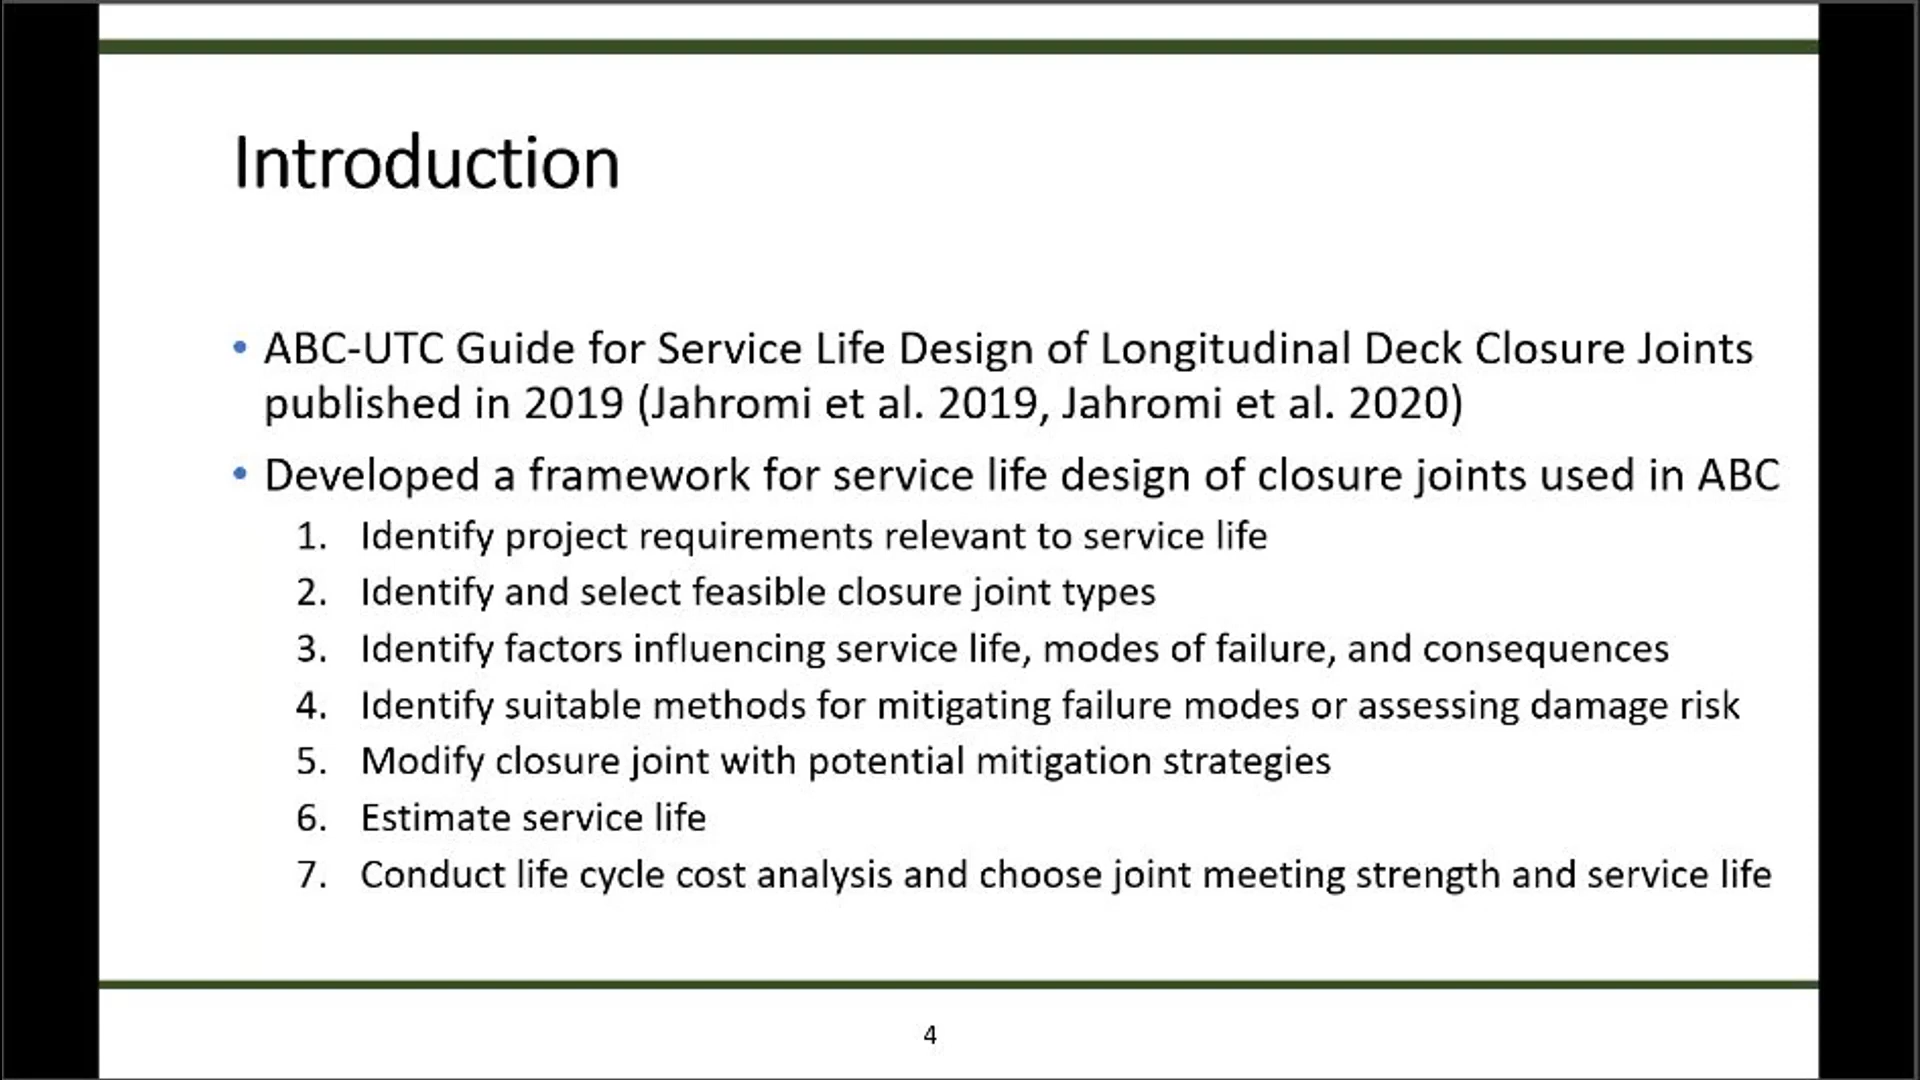 Introduction
• ABC-UTC Guide for Service Life Design of Longitudinal Deck Closure Joints
published in 2019 (Jahromi et al. 2019, Jahromi et al. 2020)
• Developed a framework for service life design of closure joints used in ABC
1. Identify project requirements relevant to service life
2. Identify and select feasible closure joint types
3. Identify factors influencing service life, modes of failure, and consequences
4. Identify suitable methods for mitigating failure modes or assessing damage risk
5. Modify closure joint with potential mitigation strategies
6. Estimate service life
7. Conduct life cycle cost analysis and choose joint meeting strength and service life
4